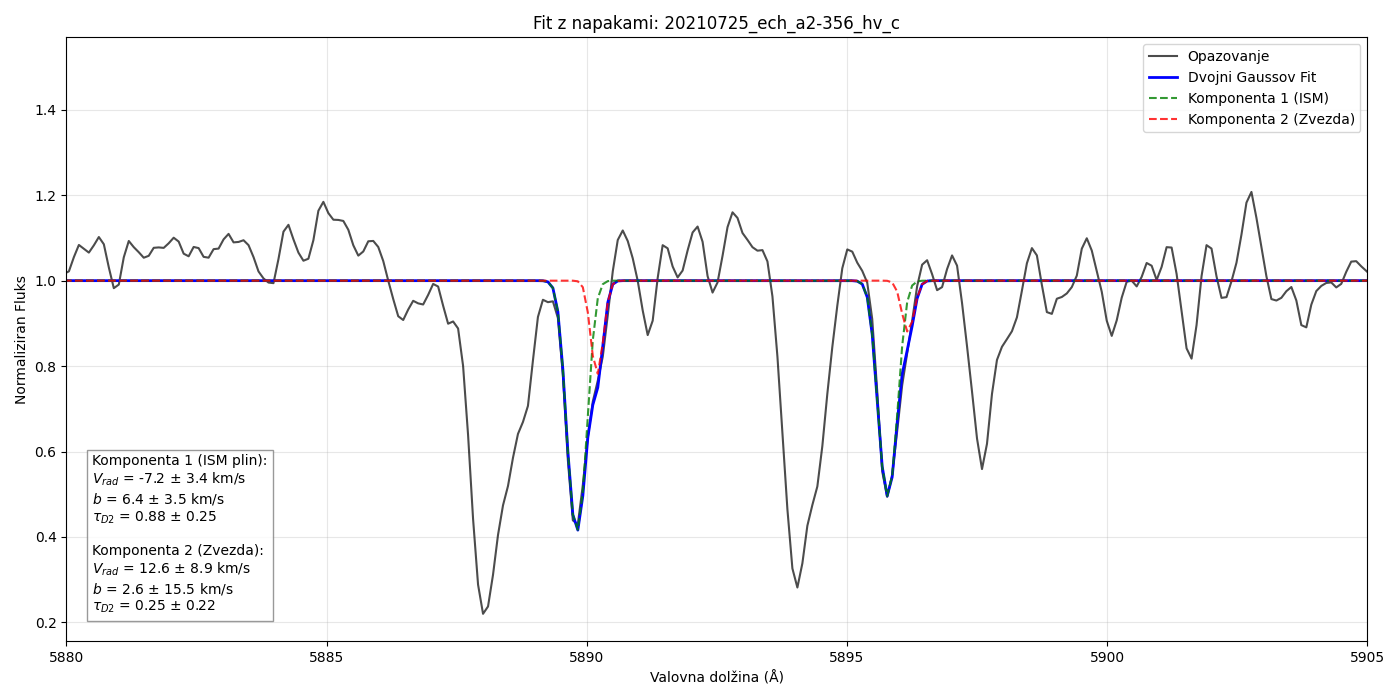 Fit z napakami: 20210725_ech_a2-356_hv_c
Opazovanje
Dvojni Gaussov Fit
Komponenta 1 (ISM)
Komponenta 2 (Zvezda)
Normaliziran Fluks
1.4
1.2
1.0
0.8
0.6
0.4
0.2
Komponenta 1 (ISM plin):
V_rad = -7.2 ± 3.4 km/s
b = 6.4 ± 3.5 km/s
τ_D2 = 0.88 ± 0.25
Komponenta 2 (Zvezda):
V_rad = 12.6 ± 8.9 km/s
b = 2.6 ± 15.5 km/s
τ_D2 = 0.25 ± 0.22
5880 5885 5890 5895 5900 5905
Valovna dolžina (Å)